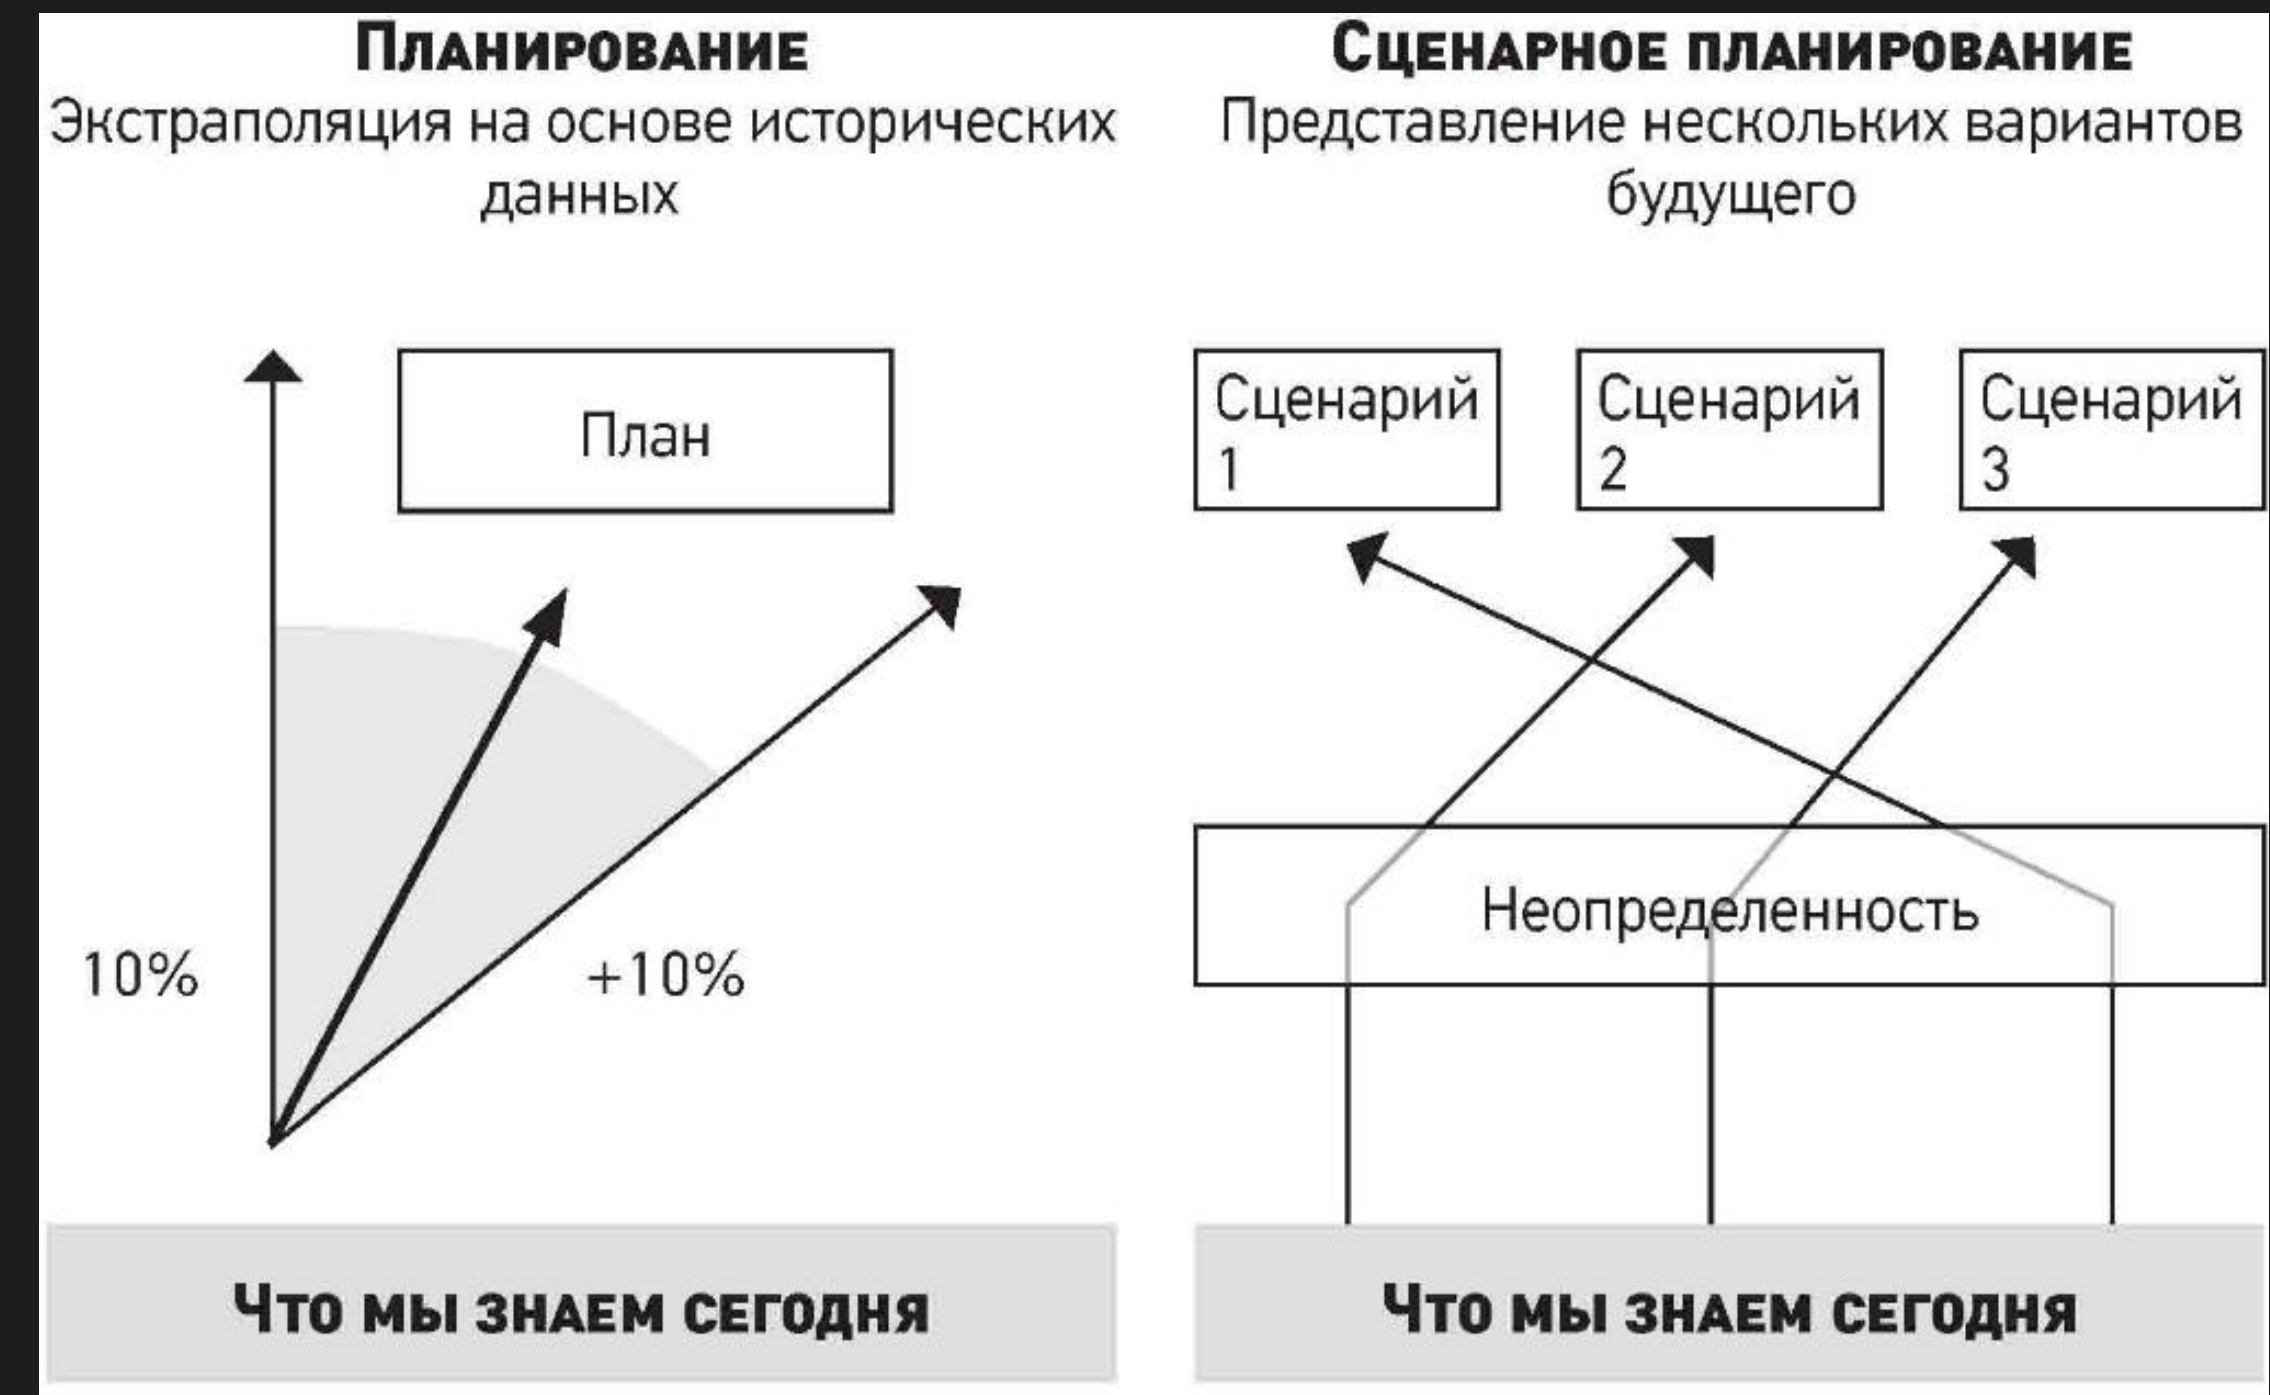 Планирование
Экстраполяция на основе исторических
данных
План
10%
+10%
Что мы знаем сегодня
Сценарное планирование
Представление нескольких вариантов
будущего
Сценарий
1
Сценарий
2
Сценарий
3
Неопределенность
Что мы знаем сегодня